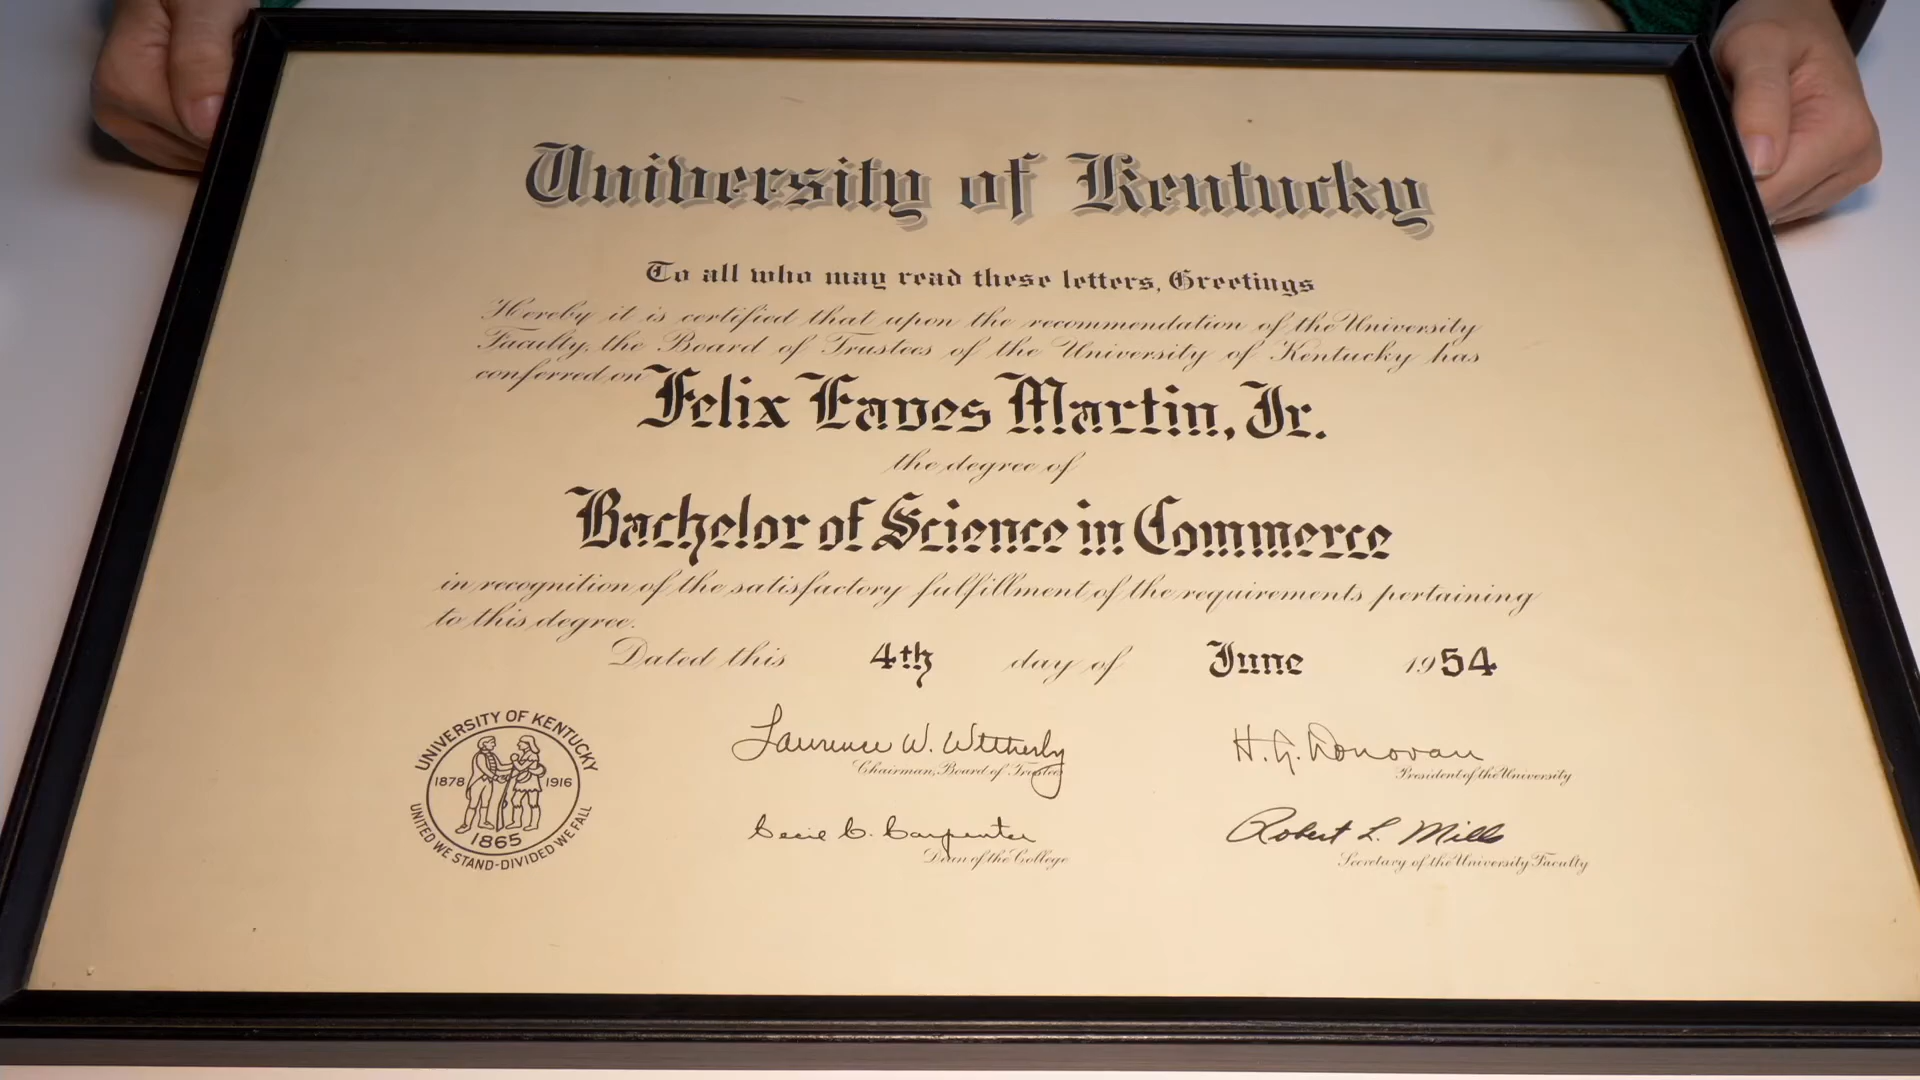 University of Kentucky
To all who may read these letters, Greetings
Hereby it is certified that upon the recommendation of the University
Faculty, the Board of Trustees of the University of Kentucky has
conferred on
Felix Eaves Martin, Jr.
the degree of
Bachelor of Science in Commerce
in recognition of the satisfactory fulfillment of the requirements pertaining
to this degree.
Dated this 4th day of June 1954
UNIVERSITY OF KENTUCKY
1878 1916
1865
UNITED WE STAND-DIVIDED WE FALL
Lawrence W. Wetherby
Chairman, Board of Trustees
H. L. Donovan
President of the University
Cecil C. Carpenter
Dean of the College
Robert L. Mills
Secretary of the University Faculty